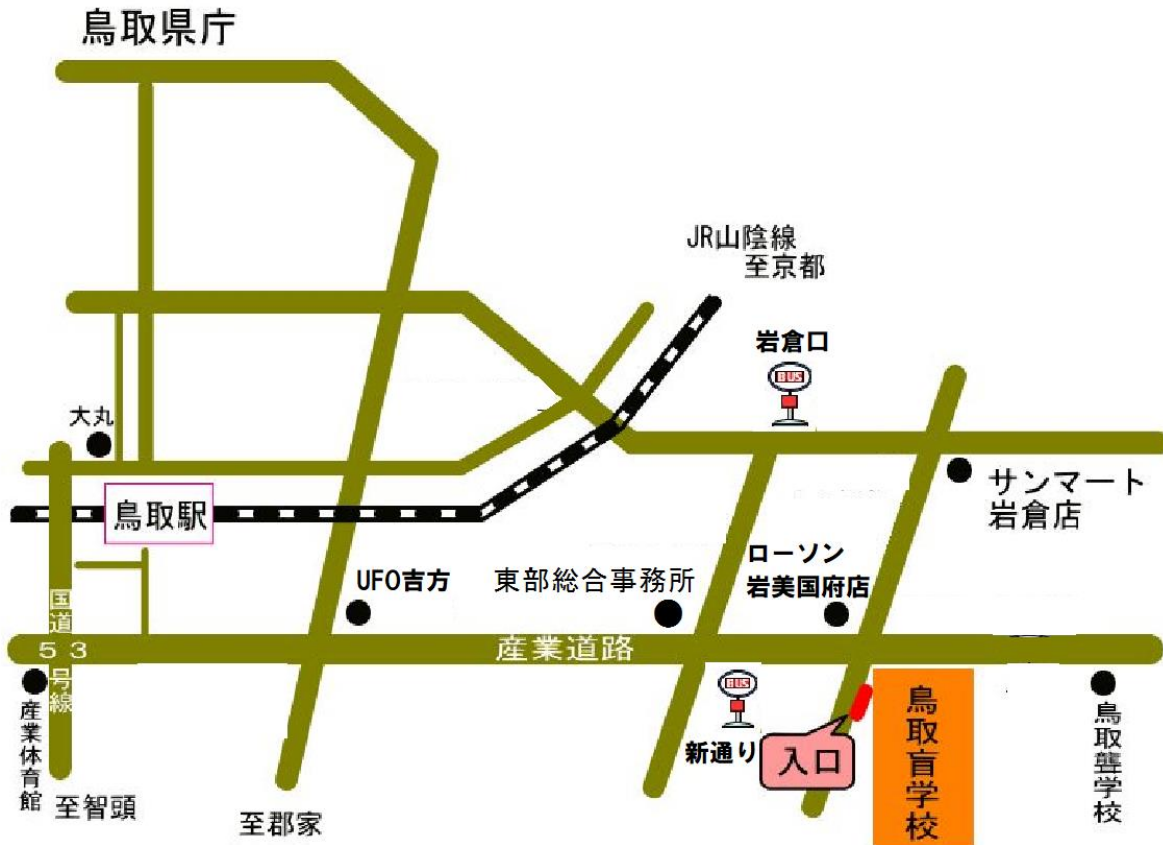 鳥取県庁
JR山陰線
至京都
岩倉口
BUS
大丸
サンマート
岩倉店
鳥取駅
ローソン
岩美国府店
UFO吉方
東部総合事務所
国道
53
号線
産業道路
BUS
新通り
入口
鳥取盲学校
鳥取聾学校
産業体育館
至智頭
至郡家